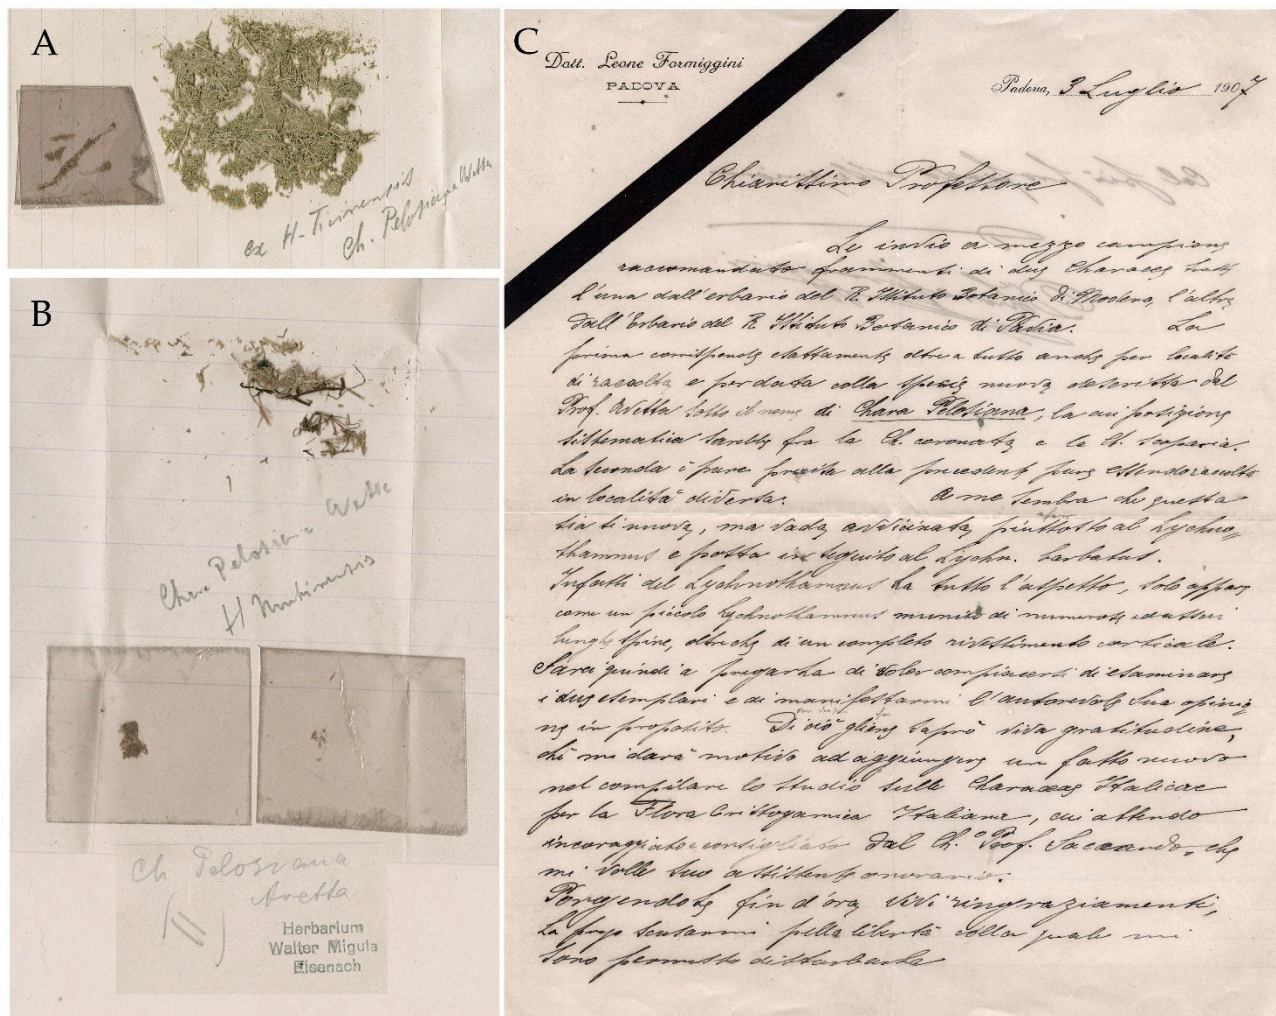 A
ex H. Ticinensis
Ch. Pelosiana Avetta
B
Chara Pelosiana Avetta
H Mutinensis
Ch Pelosiana
Avetta
(11)
Herbarium
Walter Migula
Eisenach
C
Dott. Leone Formiggini
PADOVA
Padova, 3 Luglio 1907
Chiarissimo Professore
Le invio a mezzo campione
raccomandato frammenti di due Characee
l'una dall'erbario del R. Istituto Botanico di Modena, l'altra
dall'Erbario del R. Istituto Botanico di Pavia. La
prima corrisponde esattamente oltre a tutto anche per località
di raccolta e per data colla specie nuova descritta dal
Prof. Avetta sotto il nome di Chara Pelosiana, la cui posizione
sistematica sarebbe fra la Ch. coronata e la Ch. scoparia.
La seconda è pure alla precedente pure essendo raccolta
in località diversa. A me sembra che questa
sia sì nuova, ma vada avvicinata piuttosto al Lychno=
thamnus e posta in seguito al Lychn. barbatus.
Infatti del Lychnothamnus ha tutto l'aspetto, solo appare
come un piccolo Lychnothamnus munito di numerose
lunghe spine, oltrechè di un completo rivestimento corticale.
Sarei quindi a pregarla di voler compiacersi di esaminare
i due esemplari e di manifestarmi l'autorevole Sua opinio=
ne in proposito. Di ciò gliene saprò viva gratitudine,
chè mi darà motivo ad aggiungere un fatto nuovo
nel compilare lo studio sulle Characee Italicae
per la Flora Crittogamica Italiana, cui attendo
incoraggiato e consigliato dal Ch.o Prof. Saccardo, che
mi volle suo assistente onorario.
Porgendole fin d'ora vivi ringraziamenti,
La prego scusarmi pella libertà colla quale mi
sono permesso disturbarla